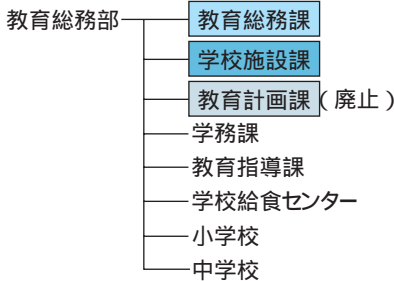 教育総務部 教育総務課
学校施設課
教育計画課(廃止)
学務課
教育指導課
学校給食センター
小学校
中学校